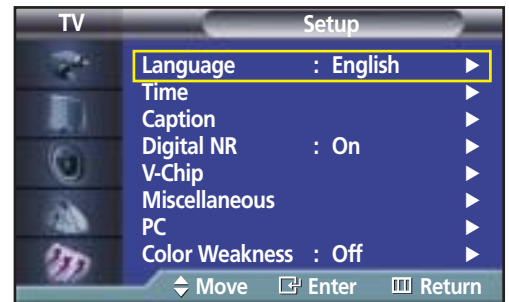 TV Setup
Language : English ▶
Time ▶
Caption ▶
Digital NR : On ▶
V-Chip ▶
Miscellaneous ▶
PC ▶
Color Weakness : Off ▶
Move Enter Return